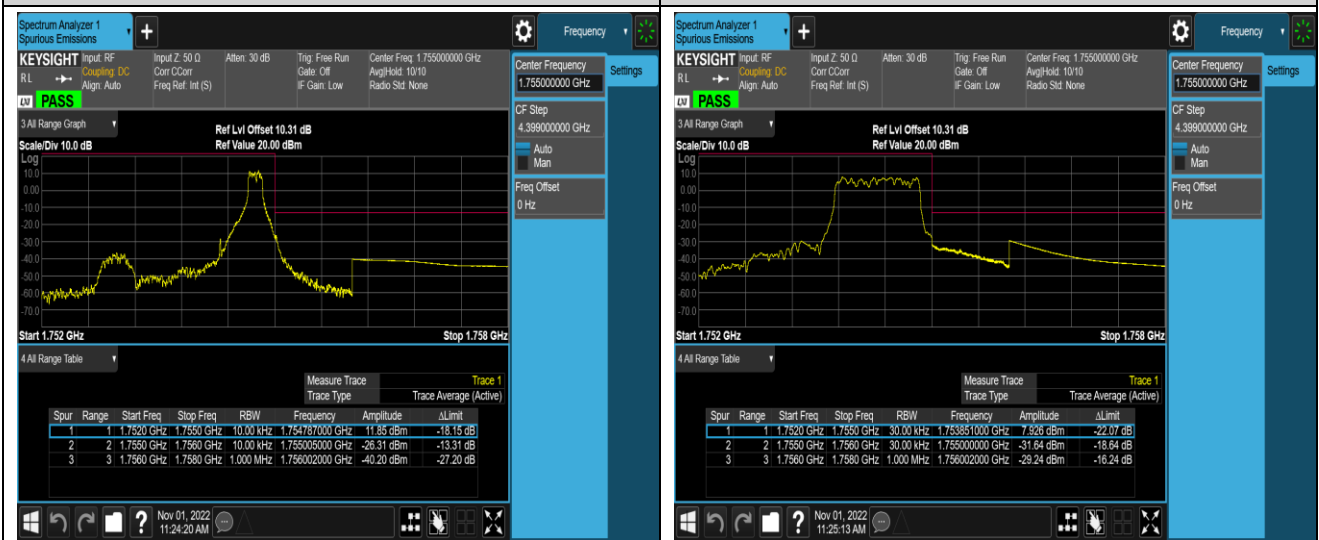 Spectrum Analyzer 1
Spurious Emissions
Frequency
KEYSIGHT Input: RF Input Z: 50 Ω Atten: 30 dB Trig: Free Run Center Freq: 1.755000000 GHz
RL Coupling: DC Corr CCorr Gate: Off Avg|Hold: 10/10
Align: Auto Freq Ref: Int (S) IF Gain: Low Radio Std: None
LXI PASS
Center Frequency
1.755000000 GHz
Settings
CF Step
4.399000000 GHz
Auto
Man
Freq Offset
0 Hz
3 All Range Graph
Ref Lvl Offset 10.31 dB
Scale/Div 10.0 dB Ref Value 20.00 dBm
Log
10.0
0.00
-10.0
-20.0
-30.0
-40.0
-50.0
-60.0
-70.0
Start 1.752 GHz Stop 1.758 GHz
4 All Range Table
Measure Trace Trace 1
Trace Type Trace Average (Active)
Spur Range Start Freq Stop Freq RBW Frequency Amplitude ΔLimit
1 1 1.7520 GHz 1.7550 GHz 10.00 kHz 1.754787000 GHz 11.85 dBm -18.15 dB
2 2 1.7550 GHz 1.7560 GHz 10.00 kHz 1.755005000 GHz -26.31 dBm -13.31 dB
3 3 1.7560 GHz 1.7580 GHz 1.000 MHz 1.756002000 GHz -40.20 dBm -27.20 dB
Nov 01, 2022
11:24:20 AM
Spectrum Analyzer 1
Spurious Emissions
Frequency
KEYSIGHT Input: RF Input Z: 50 Ω Atten: 30 dB Trig: Free Run Center Freq: 1.755000000 GHz
RL Coupling: DC Corr CCorr Gate: Off Avg|Hold: 10/10
Align: Auto Freq Ref: Int (S) IF Gain: Low Radio Std: None
LXI PASS
Center Frequency
1.755000000 GHz
Settings
CF Step
4.399000000 GHz
Auto
Man
Freq Offset
0 Hz
3 All Range Graph
Ref Lvl Offset 10.31 dB
Scale/Div 10.0 dB Ref Value 20.00 dBm
Log
10.0
0.00
-10.0
-20.0
-30.0
-40.0
-50.0
-60.0
-70.0
Start 1.752 GHz Stop 1.758 GHz
4 All Range Table
Measure Trace Trace 1
Trace Type Trace Average (Active)
Spur Range Start Freq Stop Freq RBW Frequency Amplitude ΔLimit
1 1 1.7520 GHz 1.7550 GHz 30.00 kHz 1.753851000 GHz 7.926 dBm -22.07 dB
2 2 1.7550 GHz 1.7560 GHz 30.00 kHz 1.755000000 GHz -31.64 dBm -18.64 dB
3 3 1.7560 GHz 1.7580 GHz 1.000 MHz 1.756002000 GHz -29.24 dBm -16.24 dB
Nov 01, 2022
11:25:13 AM